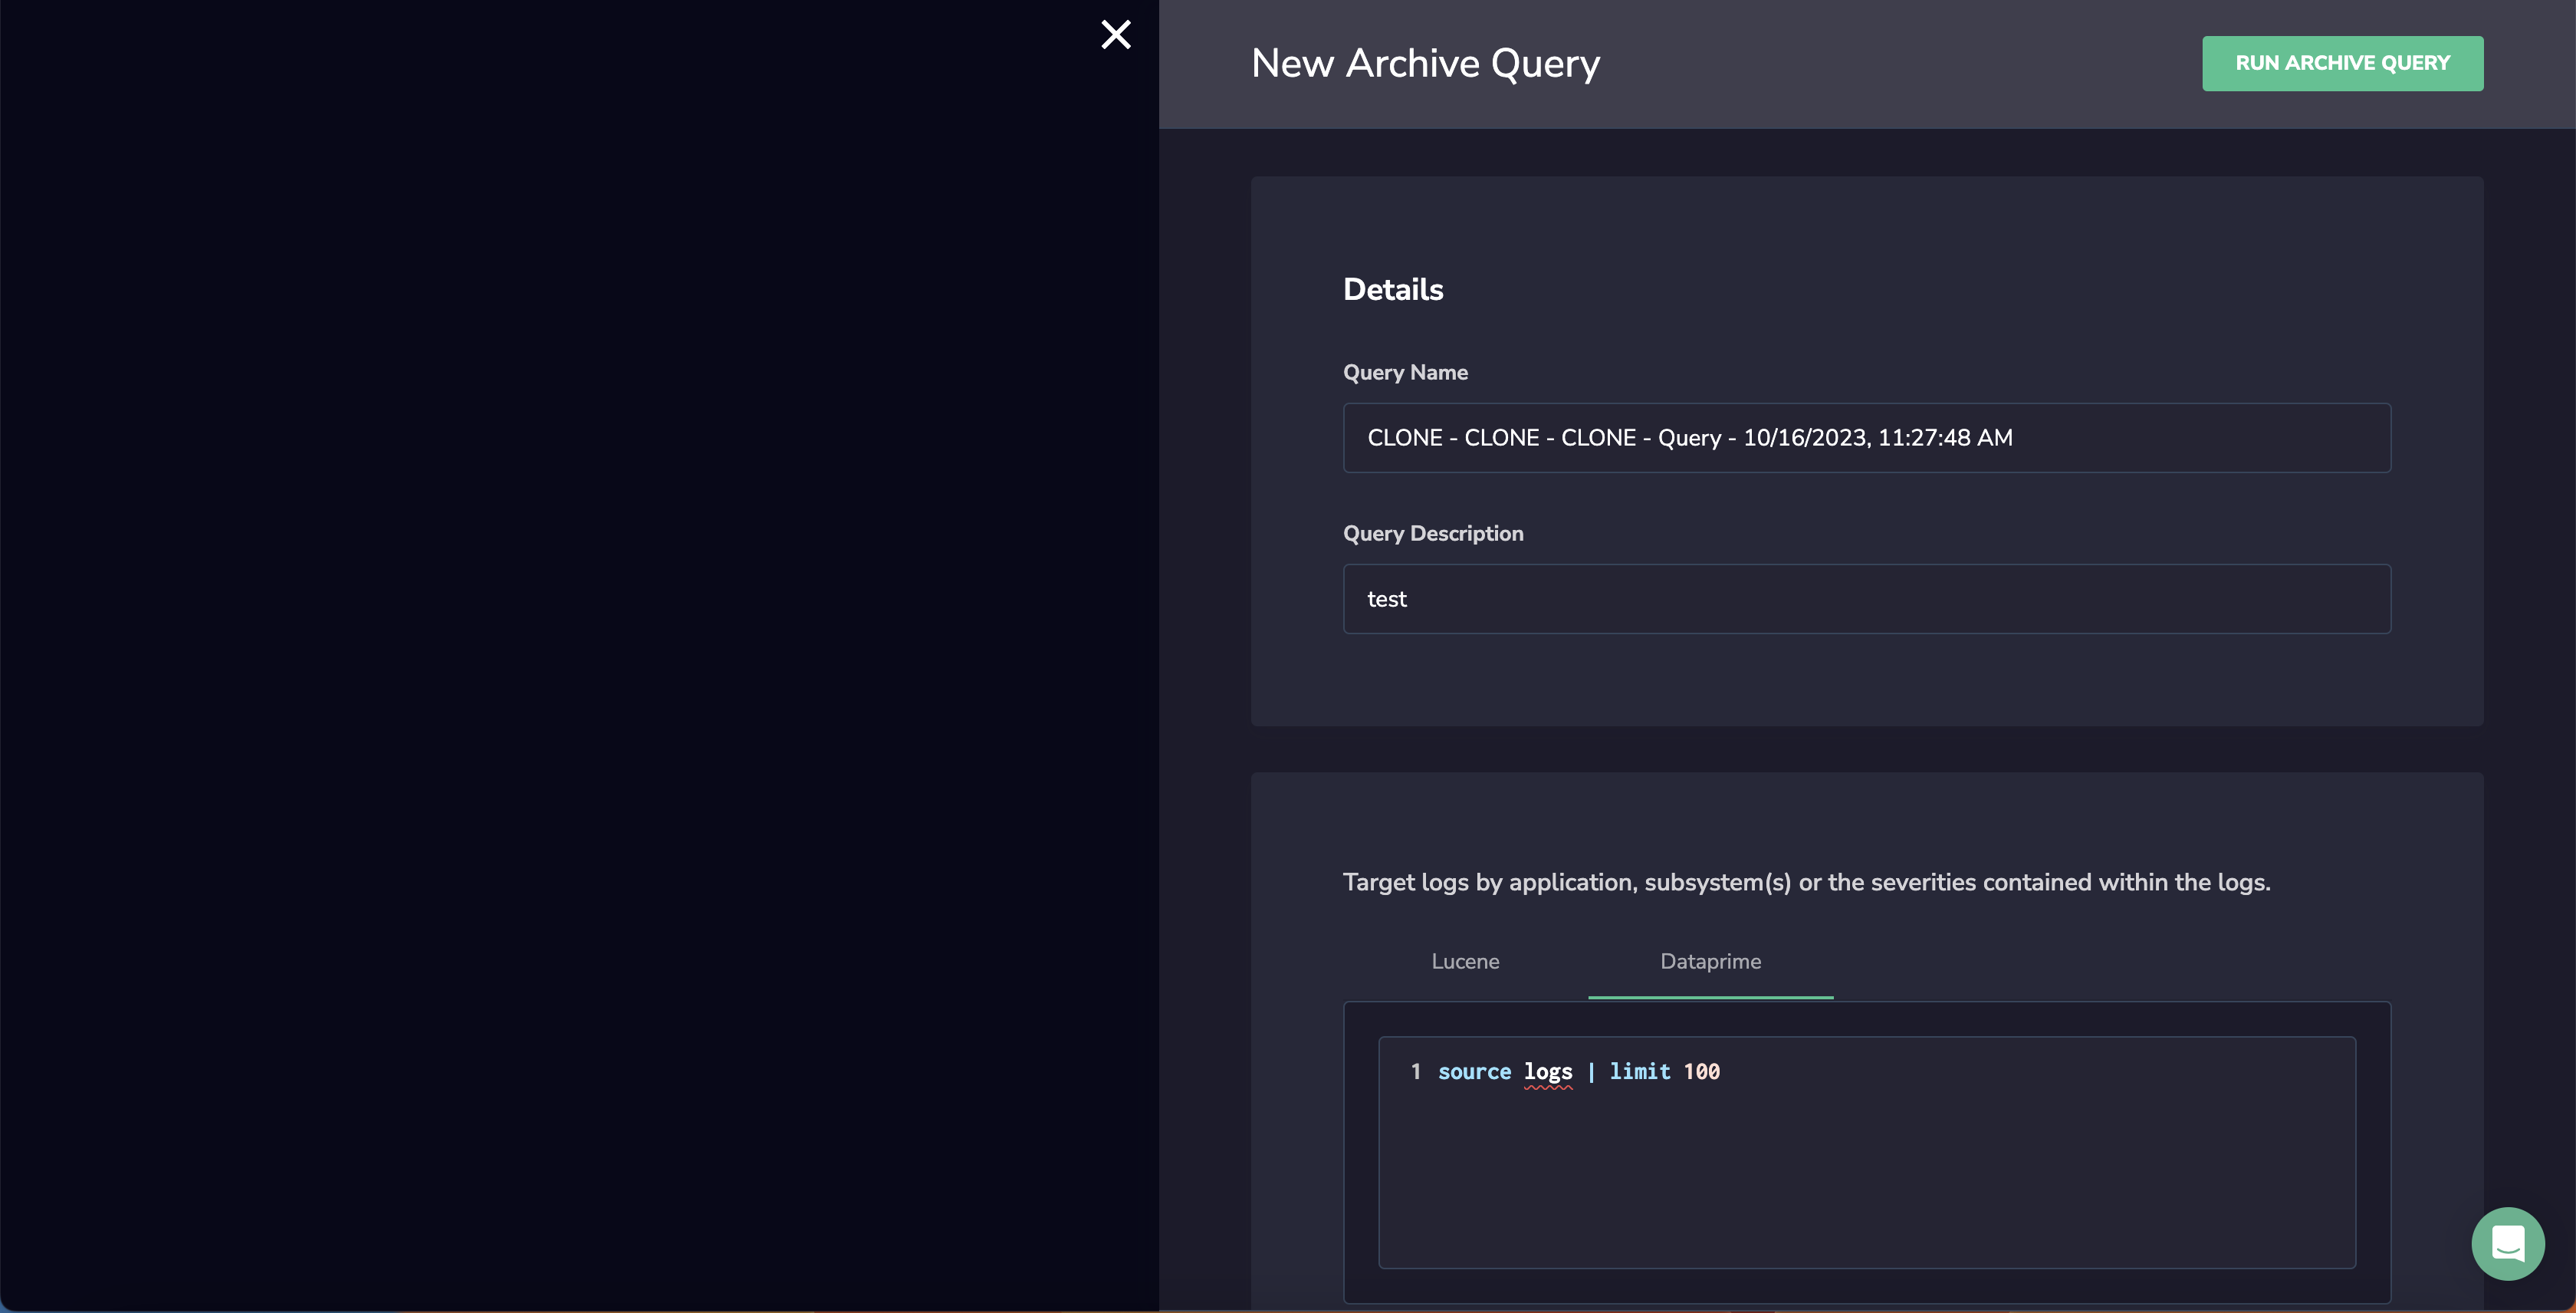 New Archive Query
RUN ARCHIVE QUERY
Details
Query Name
CLONE - CLONE - CLONE - Query - 10/16/2023, 11:27:48 AM
Query Description
test
Target logs by application, subsystem(s) or the severities contained within the logs.
Lucene
Dataprime
1 source logs | limit 100